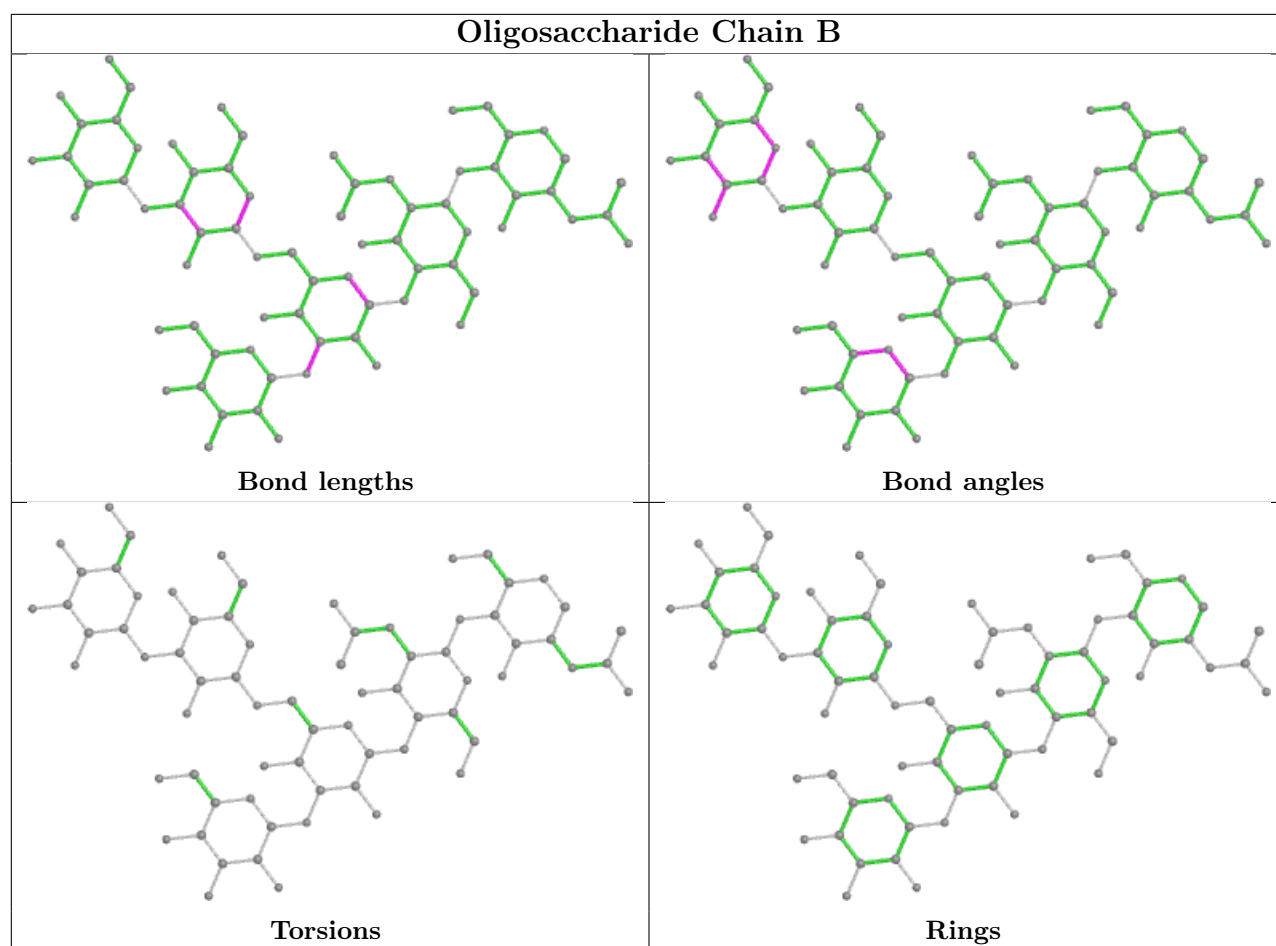 Oligosaccharide Chain B
Bond lengths
Bond angles
Torsions
Rings